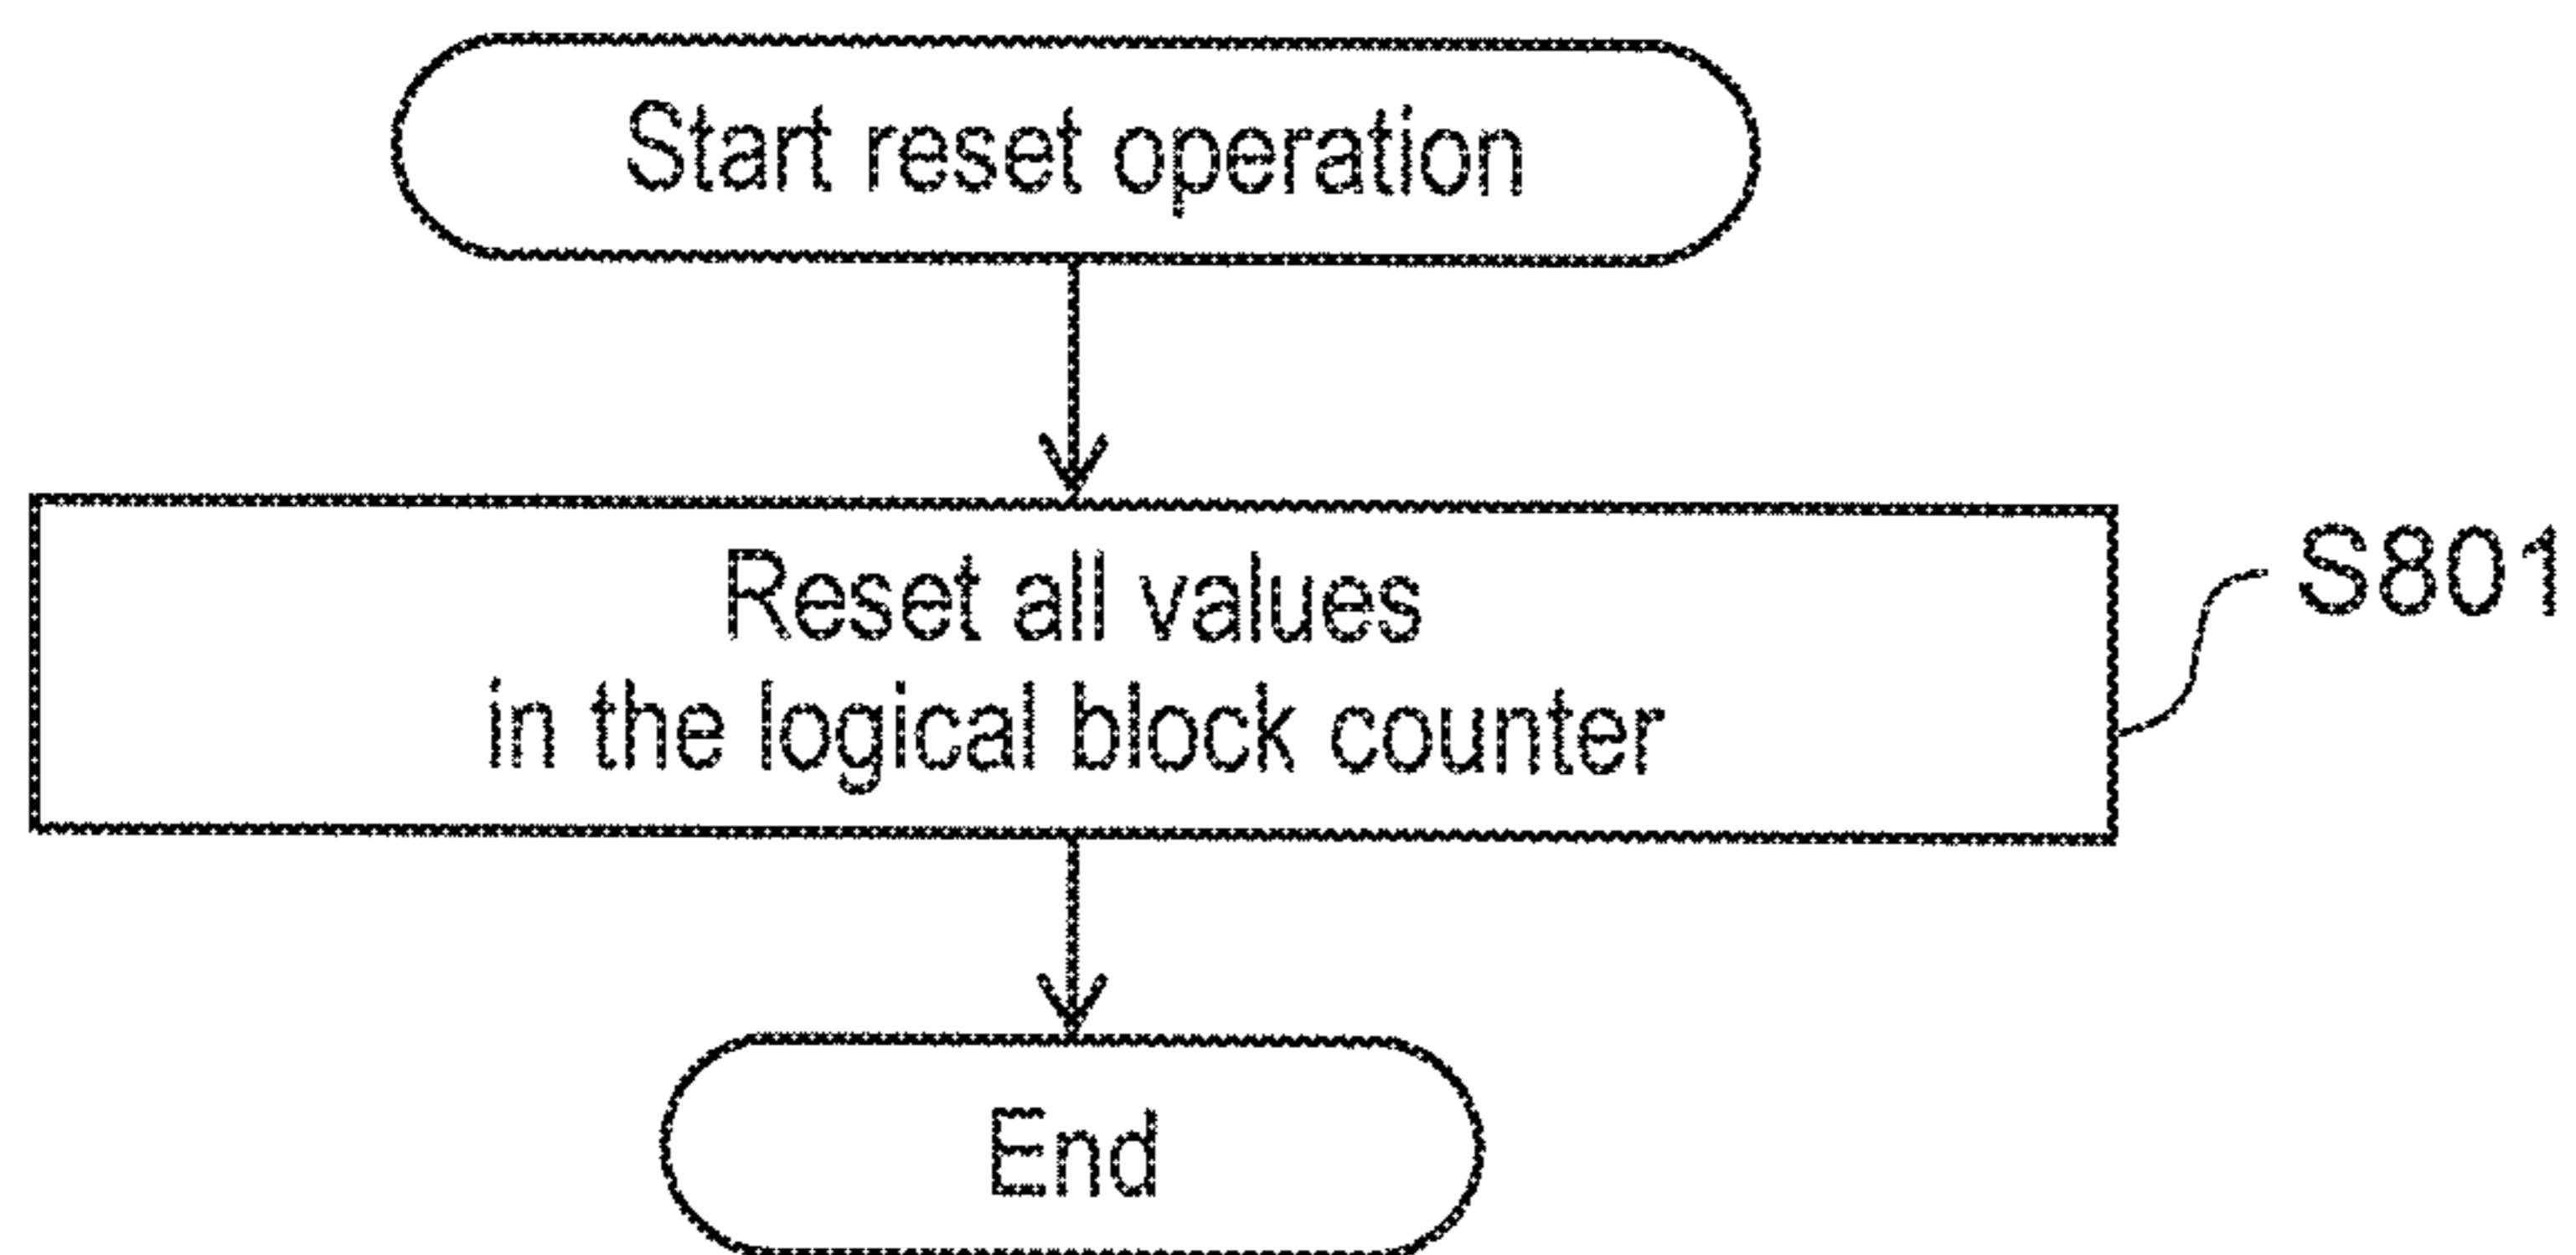 Start reset operation
Reset all values
in the logical block counter
S801
End